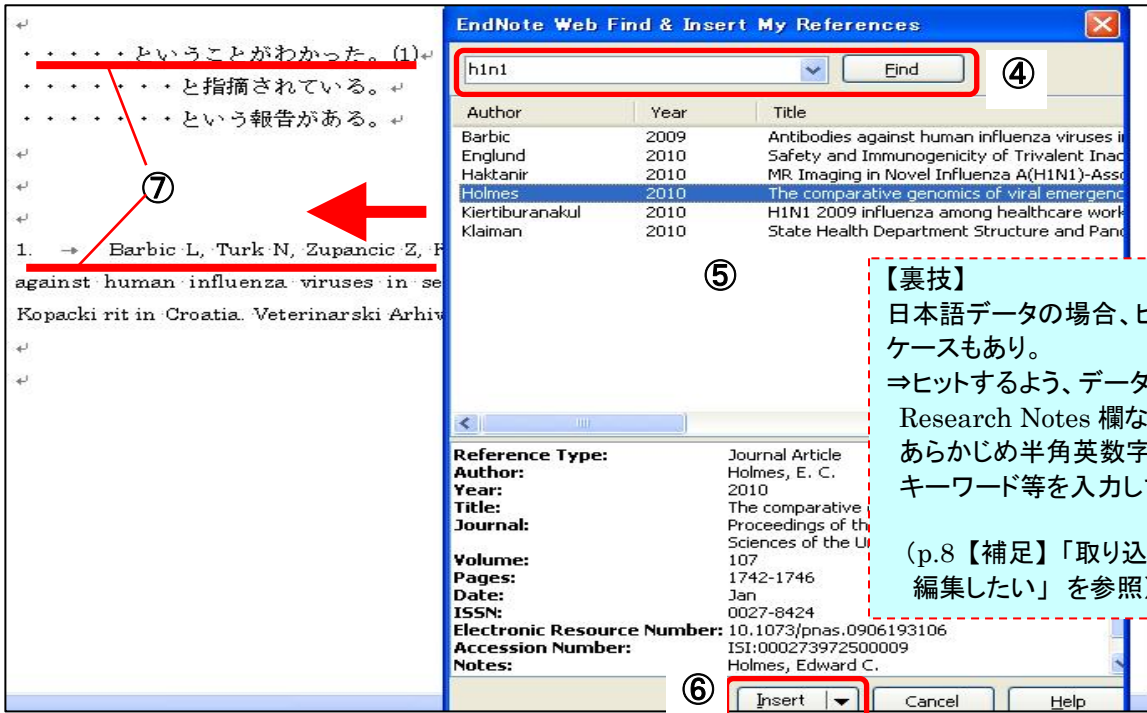 ・・・・・ということがわかった。(1)
・・・・・・・と指摘されている。
・・・・・・・という報告がある。
⑦
1. → Barbic L, Turk N, Zupancic Z,
against human influenza viruses in se
Kopacki rit in Croatia. Veterinarski Arhiv
EndNote Web Find & Insert My References
h1n1 Find ④
Author Year Title
Barbic 2009 Antibodies against human influenza viruses i
Englund 2010 Safety and Immunogenicity of Trivalent Inac
Haktanir 2010 MR Imaging in Novel Influenza A(H1N1)-Asso
Holmes 2010 The comparative genomics of viral emergenc
Kiertiburanakul 2010 H1N1 2009 influenza among healthcare work
Klaiman 2010 State Health Department Structure and Pand
⑤
【裏技】
日本語データの場合、ヒ
ケースもあり。
⇒ヒットするよう、データ
Research Notes 欄な
あらかじめ半角英数字
キーワード等を入力し
(p.8【補足】「取り込
編集したい」を参照)
Reference Type: Journal Article
Author: Holmes, E. C.
Year: 2010
Title: The comparative
Journal: Proceedings of th
Sciences of the U
Volume: 107
Pages: 1742-1746
Date: Jan
ISSN: 0027-8424
Electronic Resource Number: 10.1073/pnas.0906193106
Accession Number: ISI:000273972500009
Notes: Holmes, Edward C.
⑥ Insert Cancel Help